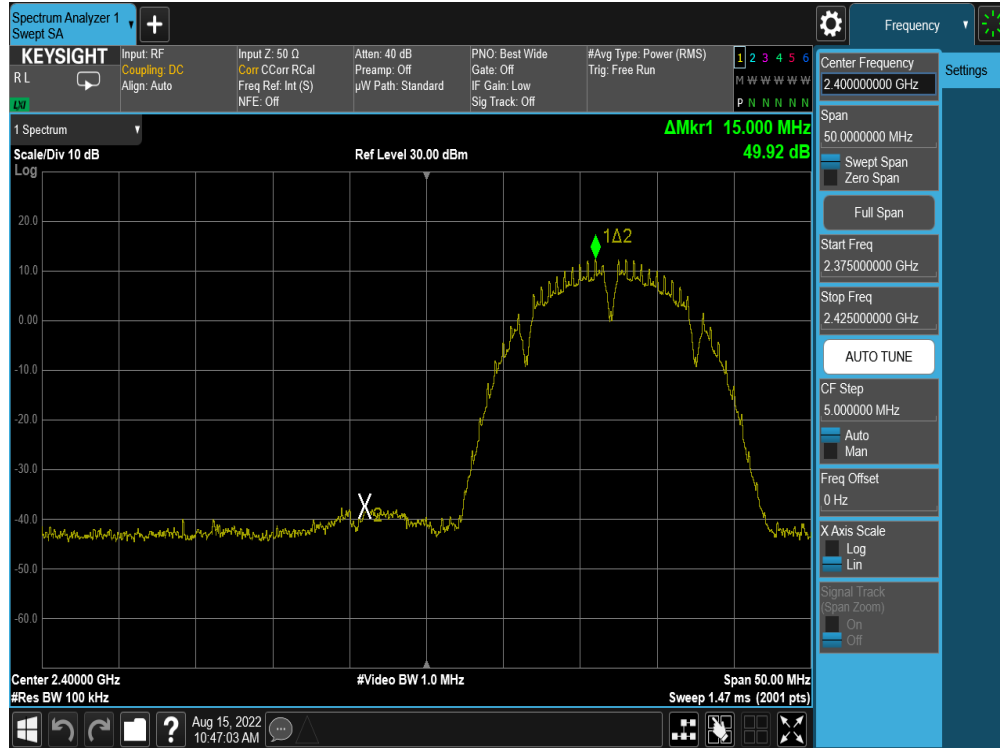 Spectrum Analyzer 1
Swept SA
+
Frequency
KEYSIGHT
R L
LXI
Input: RF
Coupling: DC
Align: Auto
Input Z: 50 Ω
Corr CCorr RCal
Freq Ref: Int (S)
NFE: Off
Atten: 40 dB
Preamp: Off
µW Path: Standard
PNO: Best Wide
Gate: Off
IF Gain: Low
Sig Track: Off
#Avg Type: Power (RMS)
Trig: Free Run
1 2 3 4 5 6
M W W W W W
P N N N N N
Center Frequency
2.400000000 GHz
Settings
Span
50.0000000 MHz
Swept Span
Zero Span
Full Span
Start Freq
2.375000000 GHz
Stop Freq
2.425000000 GHz
AUTO TUNE
CF Step
5.000000 MHz
Auto
Man
Freq Offset
0 Hz
X Axis Scale
Log
Lin
Signal Track
(Span Zoom)
On
Off
1 Spectrum
ΔMkr1 15.000 MHz
49.92 dB
Scale/Div 10 dB
Ref Level 30.00 dBm
Log
20.0
10.0
0.00
-10.0
-20.0
-30.0
-40.0
-50.0
-60.0
1Δ2
X2
Center 2.40000 GHz
#Video BW 1.0 MHz
Span 50.00 MHz
#Res BW 100 kHz
Sweep 1.47 ms (2001 pts)
?
Aug 15, 2022
10:47:03 AM